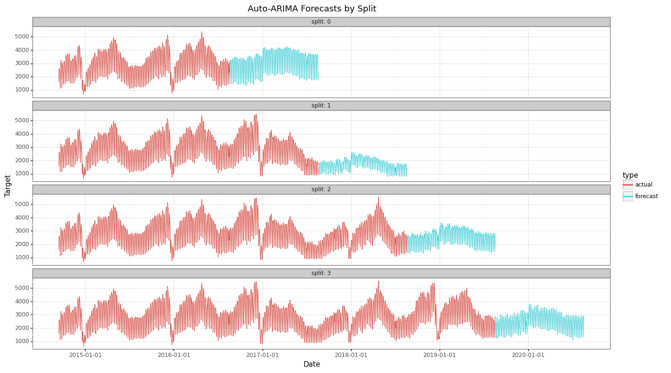 Auto-ARIMA Forecasts by Split
split: 0
5000
4000
3000
2000
1000
split: 1
5000
4000
3000
2000
1000
split: 2
5000
4000
3000
2000
1000
split: 3
5000
4000
3000
2000
1000
Target
2015-01-01 2016-01-01 2017-01-01 2018-01-01 2019-01-01 2020-01-01
Date
type
actual
forecast